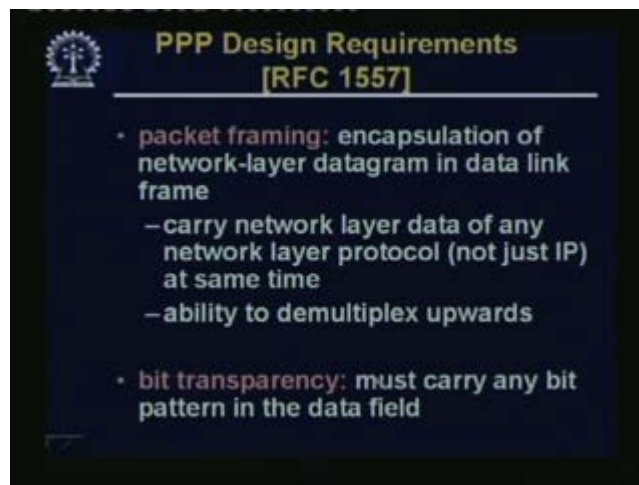 PPP Design Requirements
[RFC 1557]
• packet framing: encapsulation of
network-layer datagram in data link
frame
–carry network layer data of any
network layer protocol (not just IP)
at same time
–ability to demultiplex upwards
• bit transparency: must carry any bit
pattern in the data field